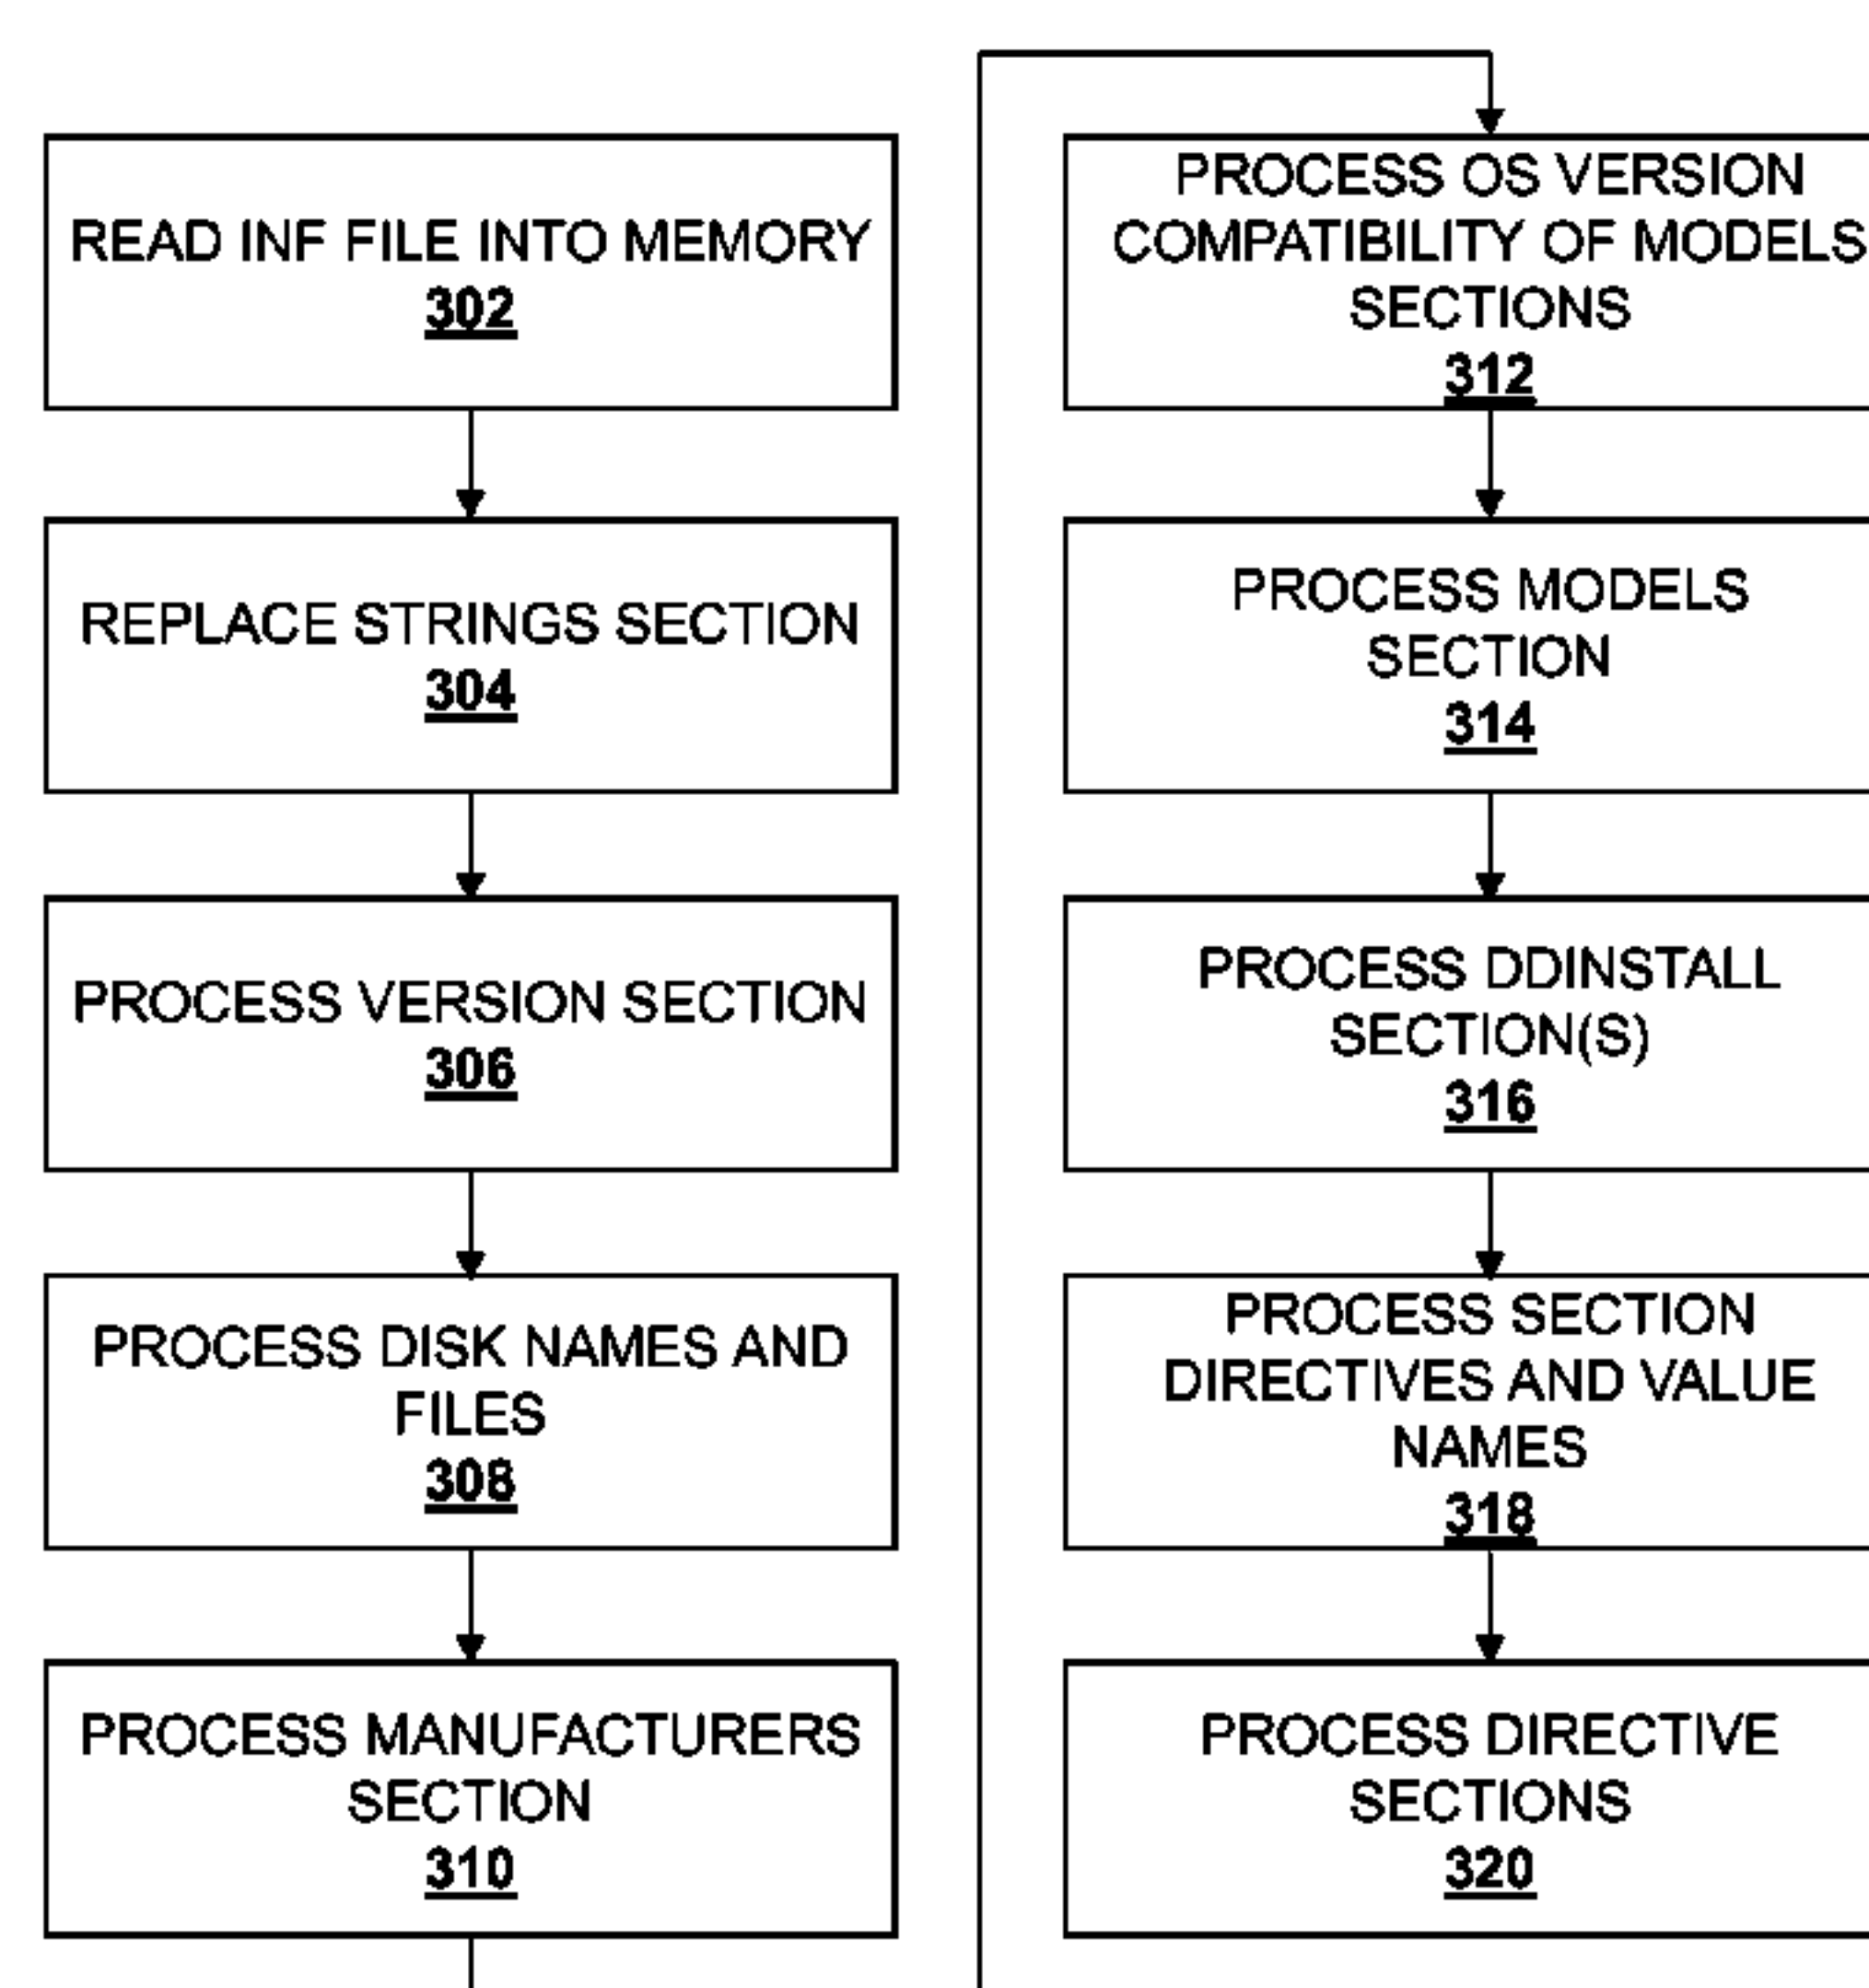 READ INF FILE INTO MEMORY
302
REPLACE STRINGS SECTION
304
PROCESS VERSION SECTION
306
PROCESS DISK NAMES AND
FILES
308
PROCESS MANUFACTURERS
SECTION
310
PROCESS OS VERSION
COMPATIBILITY OF MODELS
SECTIONS
312
PROCESS MODELS
SECTION
314
PROCESS DDINSTALL
SECTION(S)
316
PROCESS SECTION
DIRECTIVES AND VALUE
NAMES
318
PROCESS DIRECTIVE
SECTIONS
320